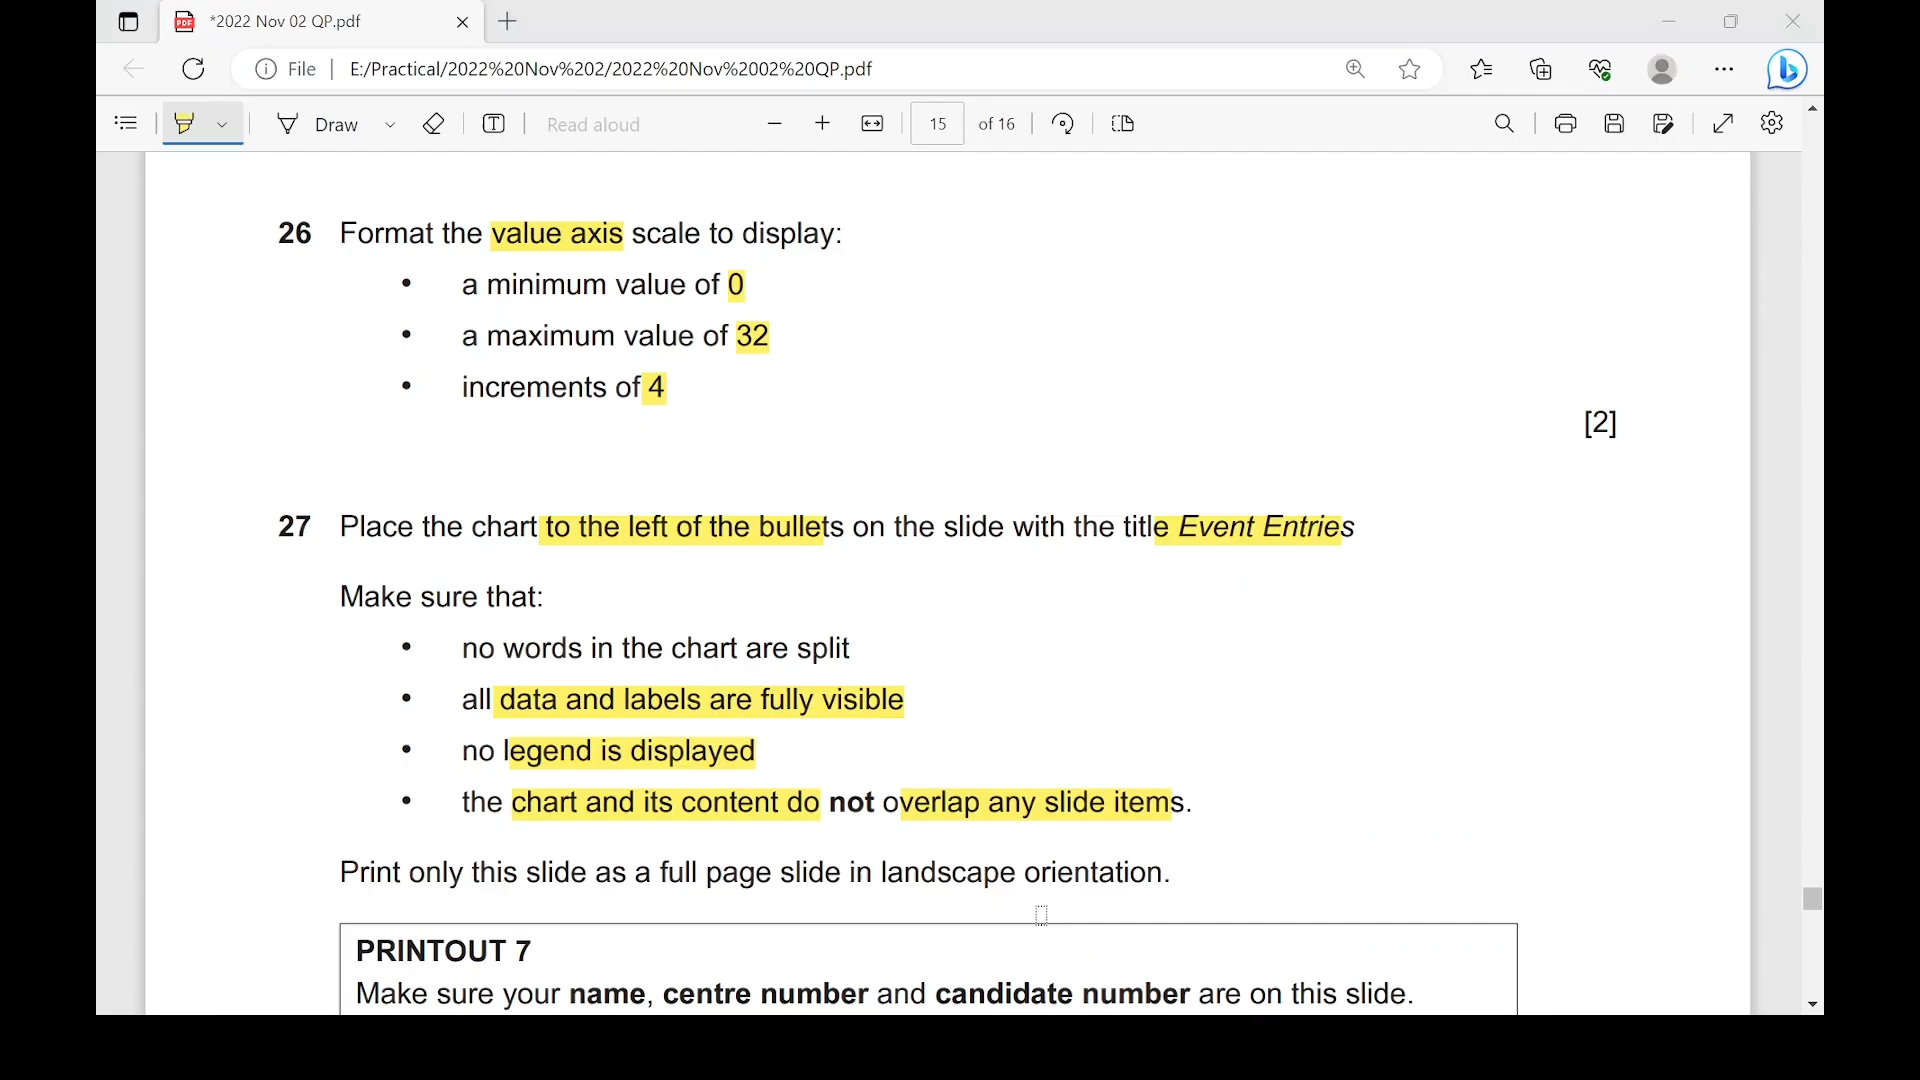 *2022 Nov 02 QP.pdf
File | E:/Practical/2022%20Nov%202/2022%20Nov%2002%20QP.pdf
Draw Read aloud 15 of 16
26 Format the value axis scale to display:
• a minimum value of 0
• a maximum value of 32
• increments of 4
[2]
27 Place the chart to the left of the bullets on the slide with the title Event Entries
Make sure that:
• no words in the chart are split
• all data and labels are fully visible
• no legend is displayed
• the chart and its content do not overlap any slide items.
Print only this slide as a full page slide in landscape orientation.
PRINTOUT 7
Make sure your name, centre number and candidate number are on this slide.